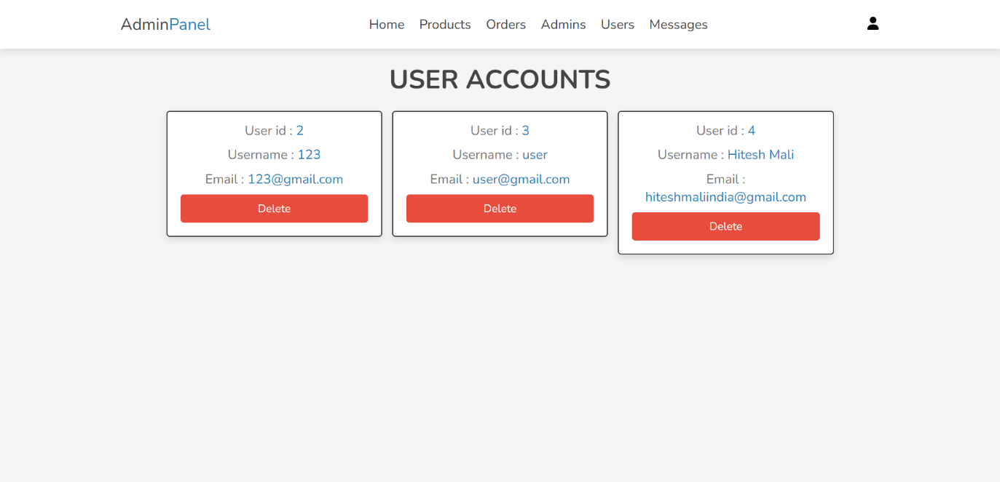 AdminPanel
Home Products Orders Admins Users Messages
USER ACCOUNTS
User id : 2
Username : 123
Email : 123@gmail.com
Delete
User id : 3
Username : user
Email : user@gmail.com
Delete
User id : 4
Username : Hitesh Mali
Email :
hiteshmaliindia@gmail.com
Delete